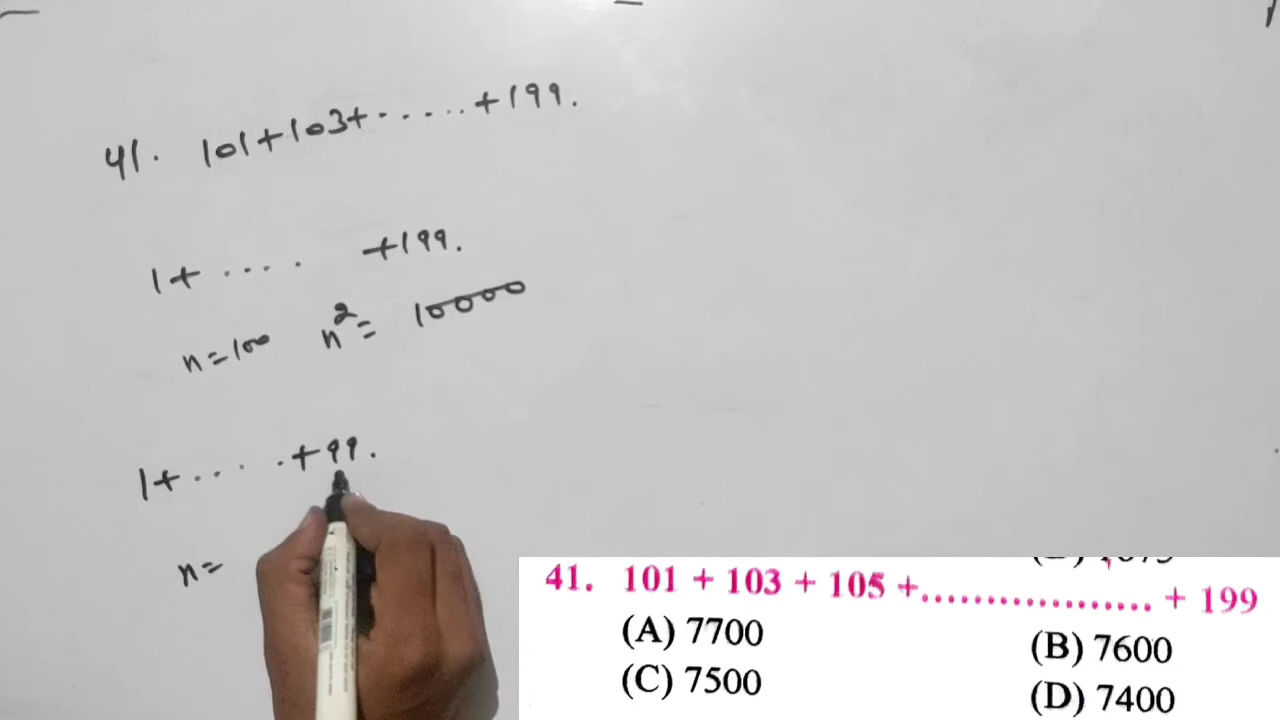 41. 101+103+.....+199.
1+.... +199.
n=100 n²= 10000
1+.....+99.
n=
41. 101 + 103 + 105 +.................. + 199
(A) 7700 (B) 7600
(C) 7500 (D) 7400